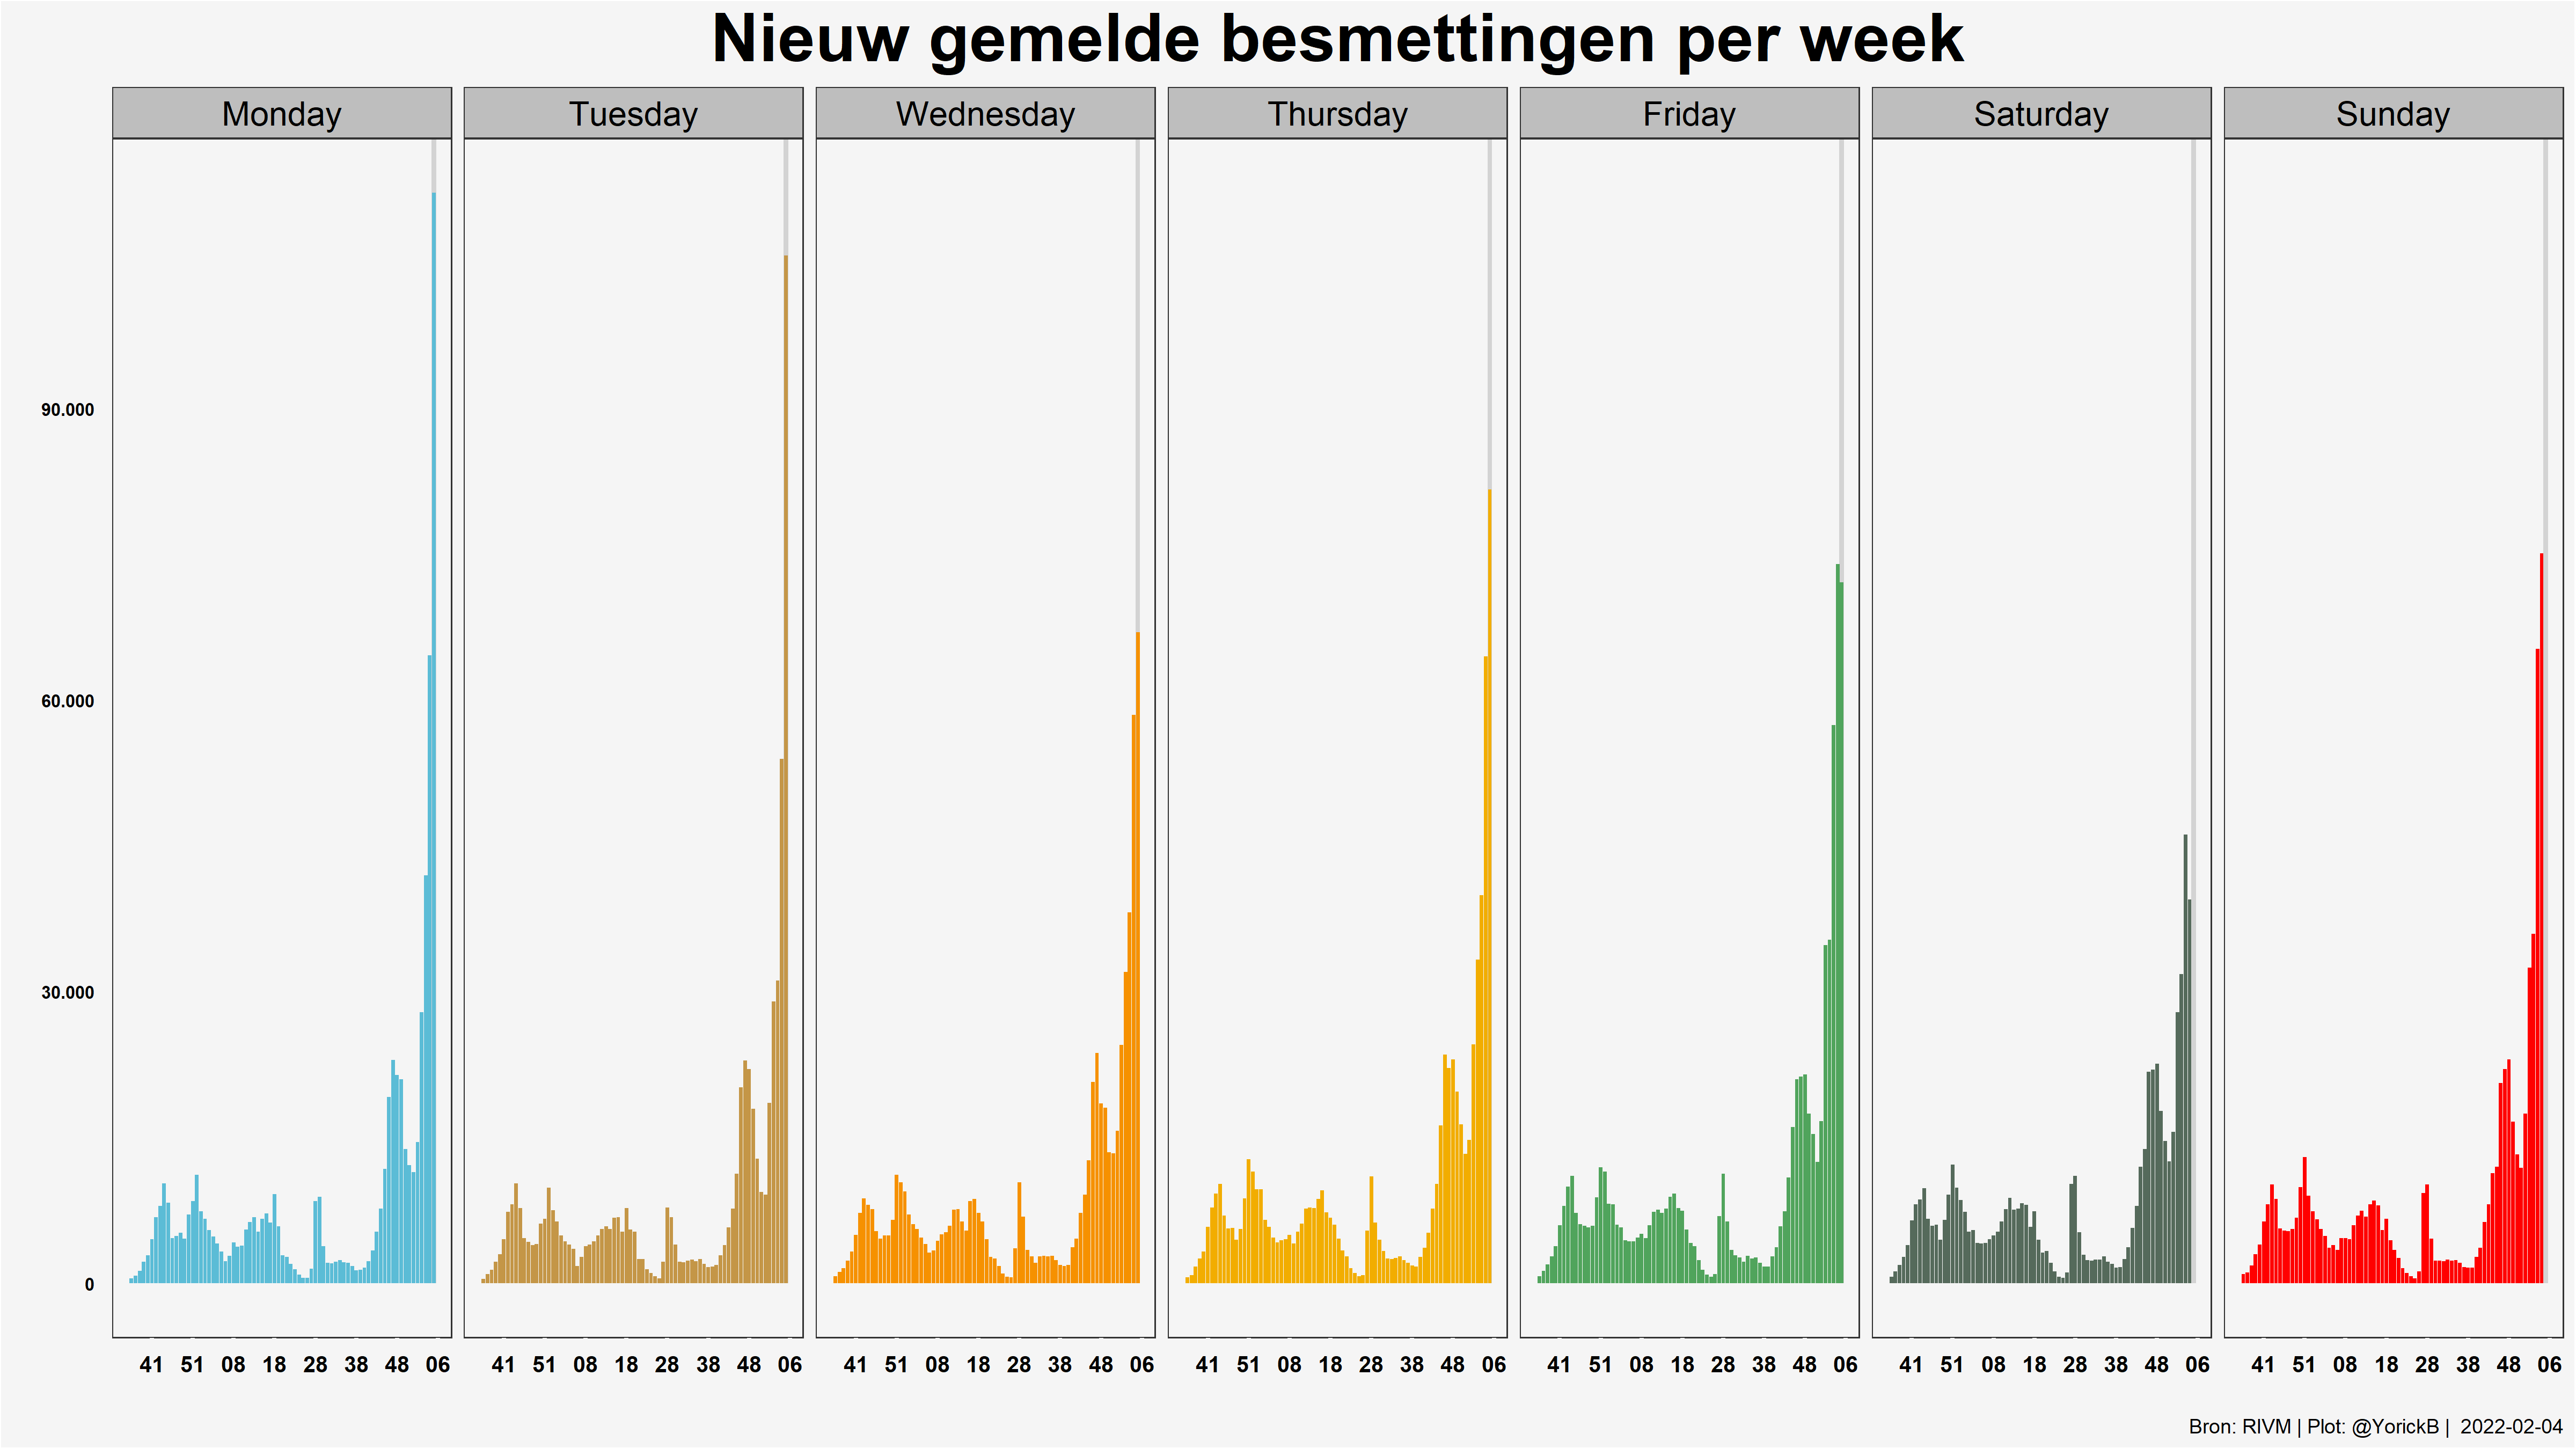 Nieuw gemelde besmettingen per week
Monday Tuesday Wednesday Thursday Friday Saturday Sunday
90.000
60.000
30.000
0
41 51 08 18 28 38 48 06 41 51 08 18 28 38 48 06 41 51 08 18 28 38 48 06 41 51 08 18 28 38 48 06 41 51 08 18 28 38 48 06 41 51 08 18 28 38 48 06 41 51 08 18 28 38 48 06
Bron: RIVM | Plot: @YorickB | 2022-02-04